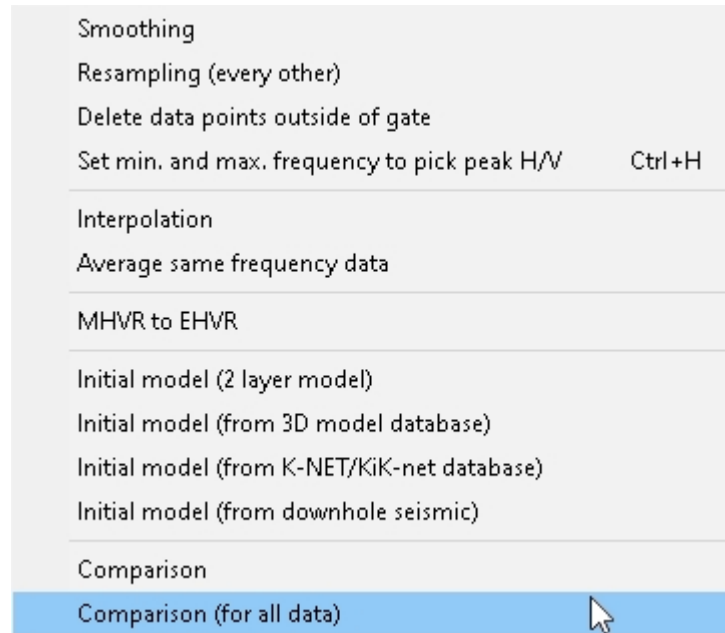 Smoothing
Resampling (every other)
Delete data points outside of gate
Set min. and max. frequency to pick peak H/V Ctrl+H
Interpolation
Average same frequency data
MHVR to EHVR
Initial model (2 layer model)
Initial model (from 3D model database)
Initial model (from K-NET/KiK-net database)
Initial model (from downhole seismic)
Comparison
Comparison (for all data)